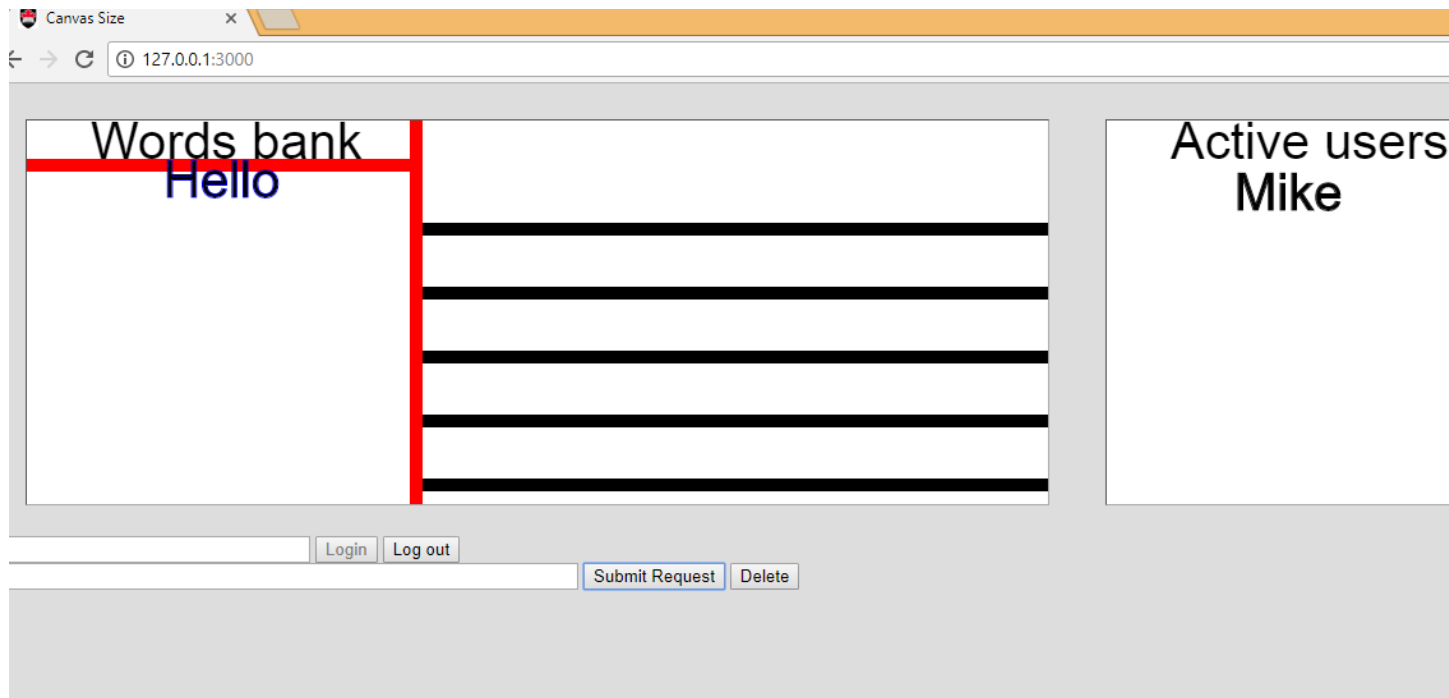 Canvas Size
127.0.0.1:3000
Words bank
Hello
Active users
Mike
Login Log out
Submit Request Delete